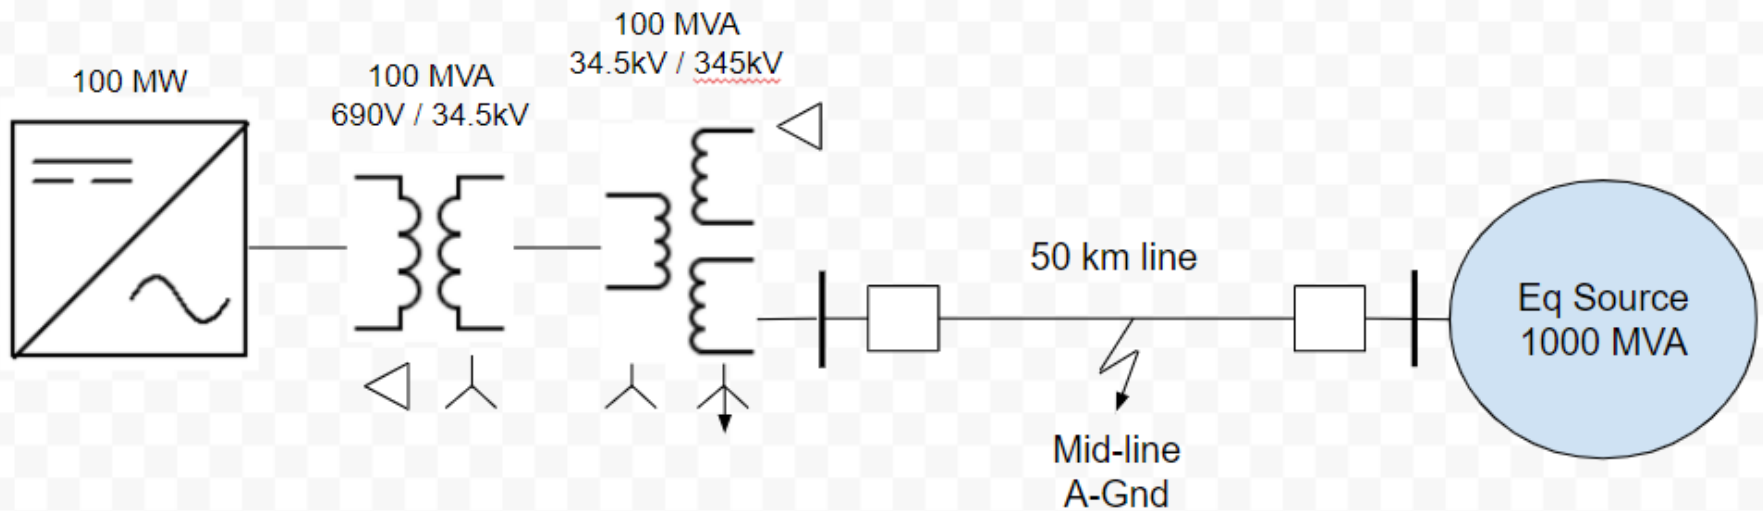 100 MW
100 MVA
690V / 34.5kV
100 MVA
34.5kV / 345kV
50 km line
Mid-line
A-Gnd
Eq Source
1000 MVA